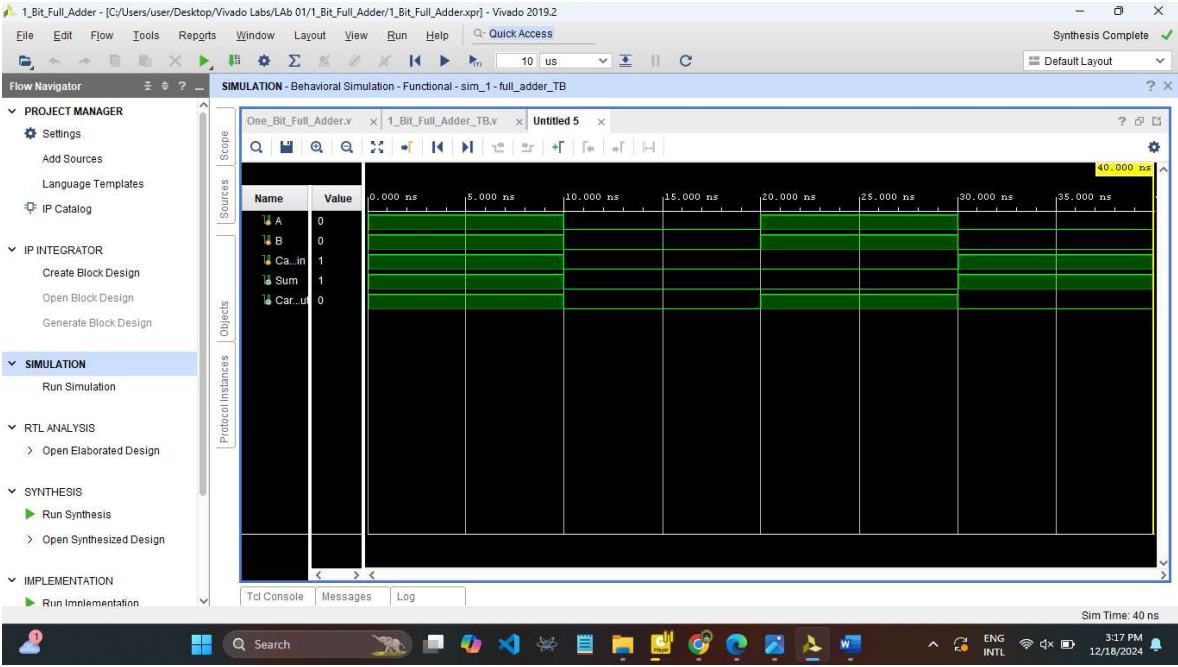 1_Bit_Full_Adder - [C:/Users/user/Desktop/Vivado Labs/LAb 01/1_Bit_Full_Adder/1_Bit_Full_Adder.xpr] - Vivado 2019.2
File Edit Flow Tools Reports Window Layout View Run Help Quick Access Synthesis Complete
10 us Default Layout
Flow Navigator
SIMULATION - Behavioral Simulation - Functional - sim_1 - full_adder_TB
PROJECT MANAGER
Settings
Add Sources
Language Templates
IP Catalog
IP INTEGRATOR
Create Block Design
Open Block Design
Generate Block Design
SIMULATION
Run Simulation
RTL ANALYSIS
Open Elaborated Design
SYNTHESIS
Run Synthesis
Open Synthesized Design
IMPLEMENTATION
Run Implementation
Scope
Sources
Objects
Protocol Instances
One_Bit_Full_Adder.v 1_Bit_Full_Adder_TB.v Untitled 5
40.000 ns
Name Value 0.000 ns 5.000 ns 10.000 ns 15.000 ns 20.000 ns 25.000 ns 30.000 ns 35.000 ns
A 0
B 0
Ca...in 1
Sum 1
Car...ut 0
Tcl Console Messages Log
Sim Time: 40 ns
1 Search ENG 3:17 PM
INTL 12/18/2024